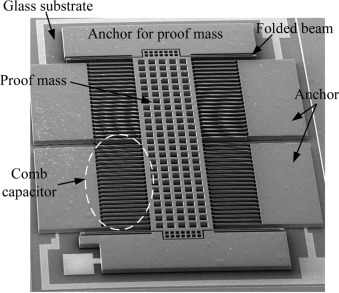 Glass substrate
Anchor for proof mass
Folded beam
Proof mass
Anchor
Comb
capacitor